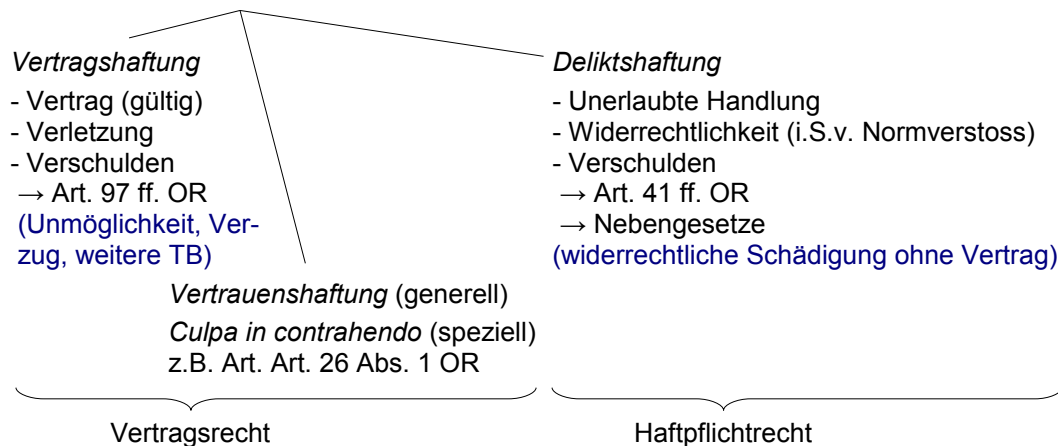 Vertragshaftung
- Vertrag (gültig)
- Verletzung
- Verschulden
→ Art. 97 ff. OR
(Unmöglichkeit, Ver-
zug, weitere TB)
Vertrauenshaftung (generell)
Culpa in contrahendo (speziell)
z.B. Art. Art. 26 Abs. 1 OR
Deliktshaftung
- Unerlaubte Handlung
- Widerrechtlichkeit (i.S.v. Normverstoss)
- Verschulden
→ Art. 41 ff. OR
→ Nebengesetze
(widerrechtliche Schädigung ohne Vertrag)
Vertragsrecht
Haftpflichtrecht